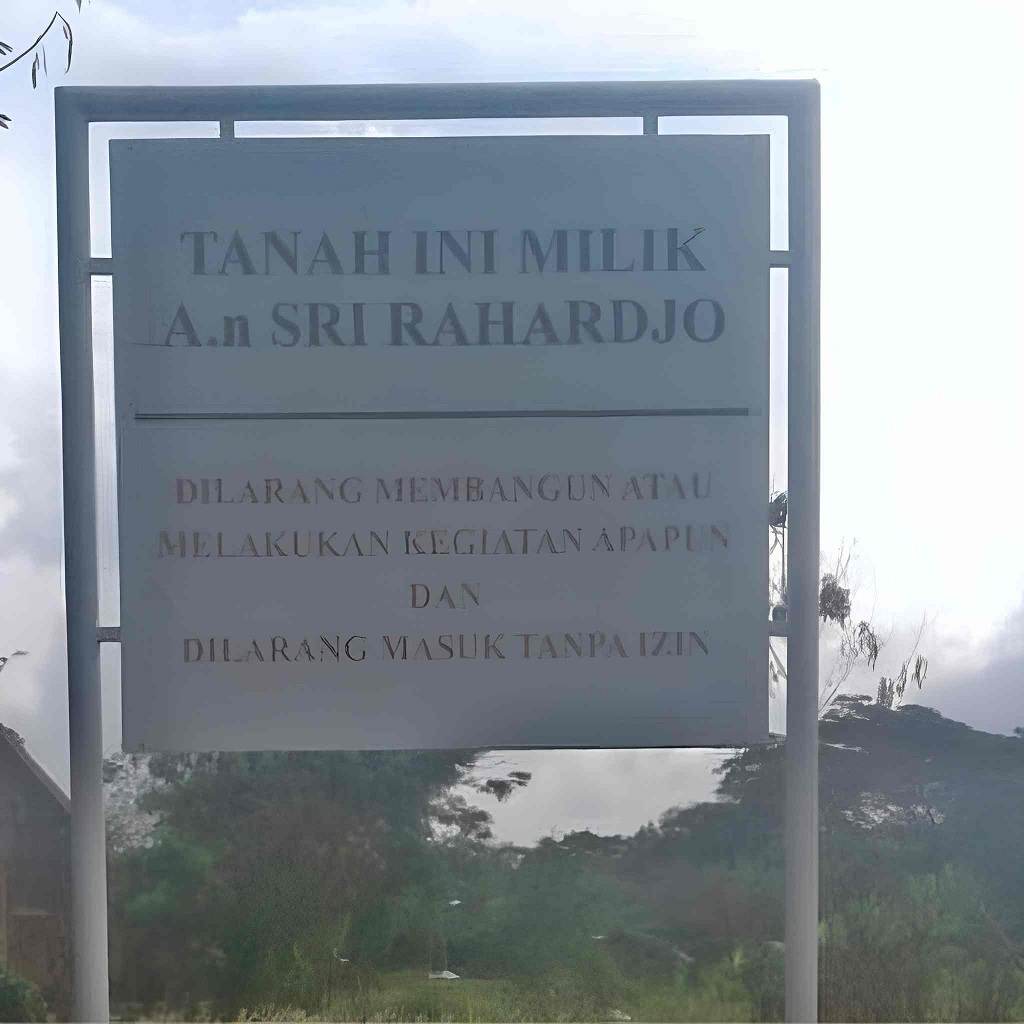 TANAH INI MILIK
A.n SRI RAHARDJO
DILARANG MEMBANGUN ATAU
MELAKUKAN KEGIATAN APAPUN
DAN
DILARANG MASUK TANPA IZIN